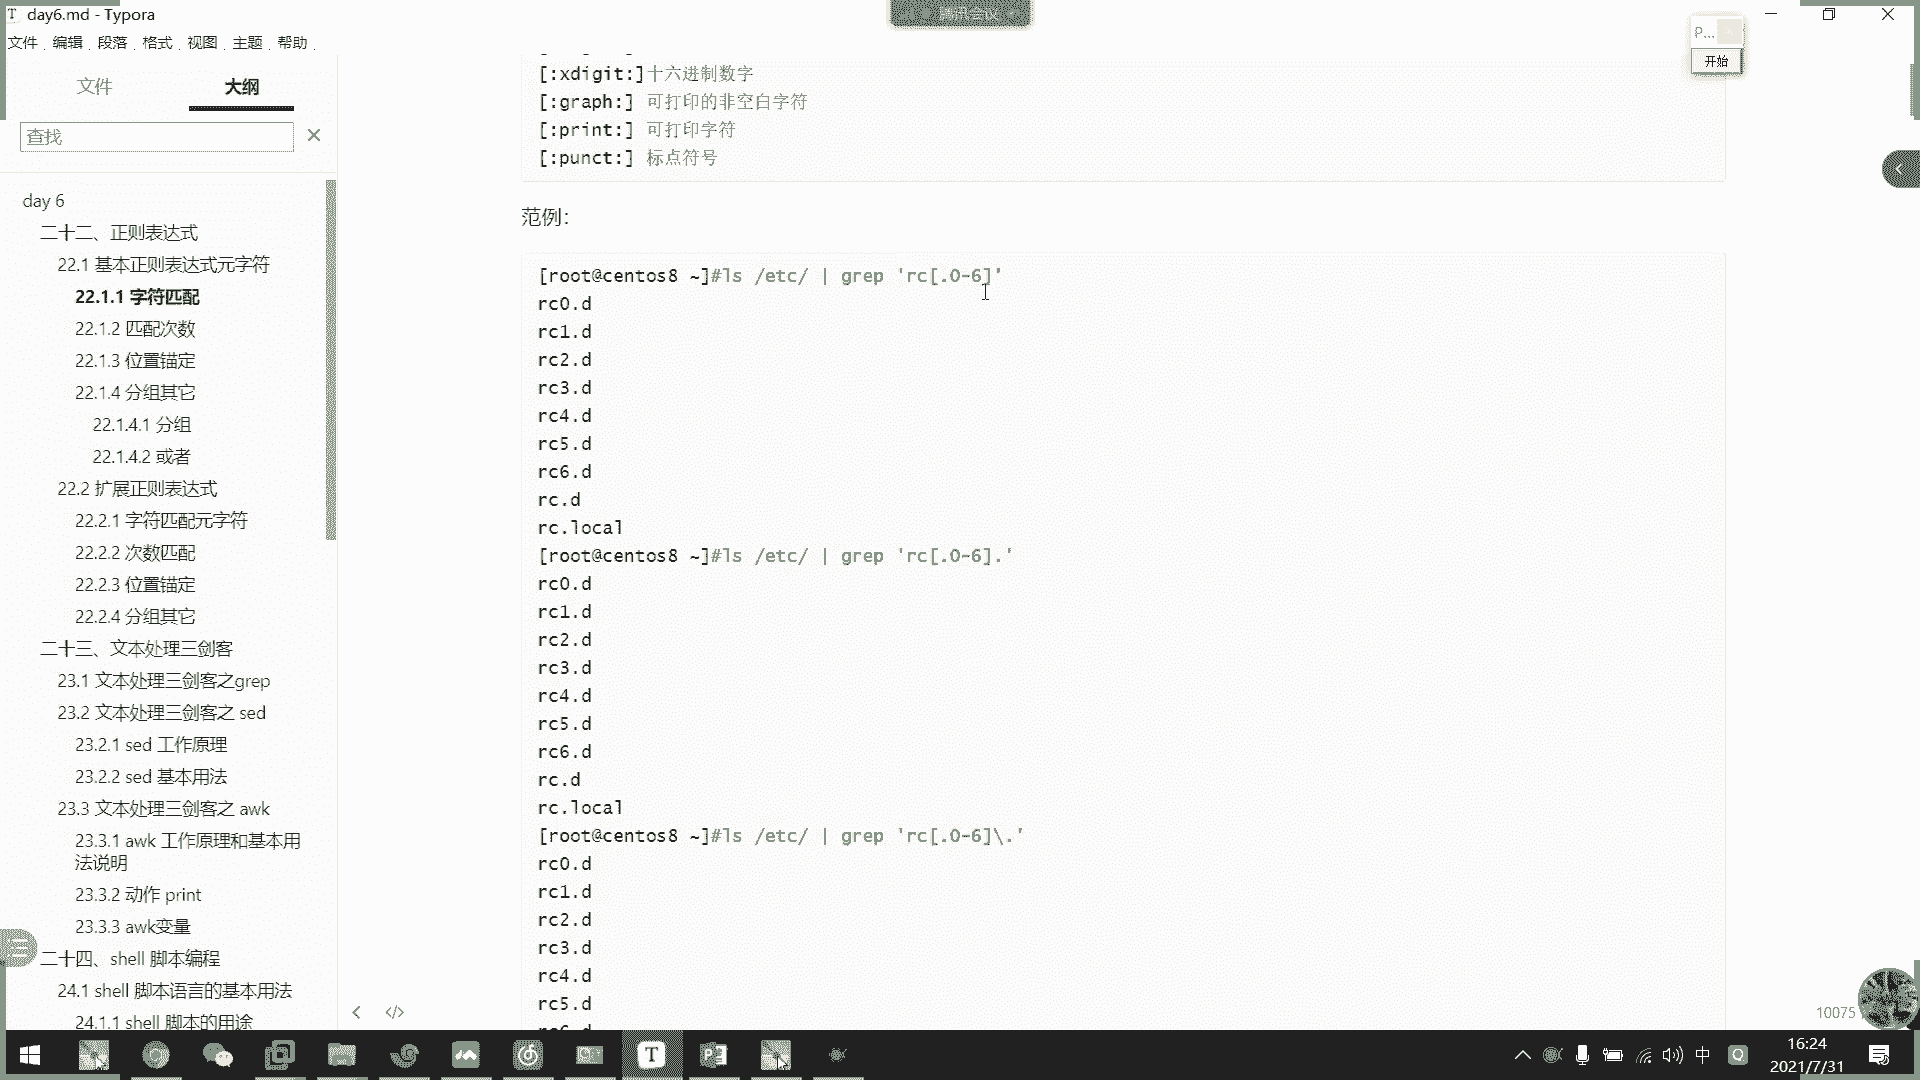 day6.md - Typora
腾讯会议
文件 编辑 段落 格式 视图 主题 帮助
P...
开始
文件
大纲
查找
day 6
二十二、正则表达式
22.1 基本正则表达式元字符
22.1.1 字符匹配
22.1.2 匹配次数
22.1.3 位置锚定
22.1.4 分组其它
22.1.4.1 分组
22.1.4.2 或者
22.2 扩展正则表达式
22.2.1 字符匹配元字符
22.2.2 次数匹配
22.2.3 位置锚定
22.2.4 分组其它
二十三、文本处理三剑客
23.1 文本处理三剑客之grep
23.2 文本处理三剑客之 sed
23.2.1 sed 工作原理
23.2.2 sed 基本用法
23.3 文本处理三剑客之 awk
23.3.1 awk 工作原理和基本用
法说明
23.3.2 动作 print
23.3.3 awk变量
二十四、shell 脚本编程
24.1 shell 脚本语言的基本用法
24.1.1 shell 脚本的用途
[:xdigit:]十六进制数字
[:graph:] 可打印的非空白字符
[:print:] 可打印字符
[:punct:] 标点符号
范例：
[root@centos8 ~]#ls /etc/ | grep 'rc[.0-6]'
rc0.d
rc1.d
rc2.d
rc3.d
rc4.d
rc5.d
rc6.d
rc.d
rc.local
[root@centos8 ~]#ls /etc/ | grep 'rc[.0-6].'
rc0.d
rc1.d
rc2.d
rc3.d
rc4.d
rc5.d
rc6.d
rc.d
rc.local
[root@centos8 ~]#ls /etc/ | grep 'rc[.0-6]\.'
rc0.d
rc1.d
rc2.d
rc3.d
rc4.d
rc5.d
rc6.d
10075
中
16:24
2021/7/31